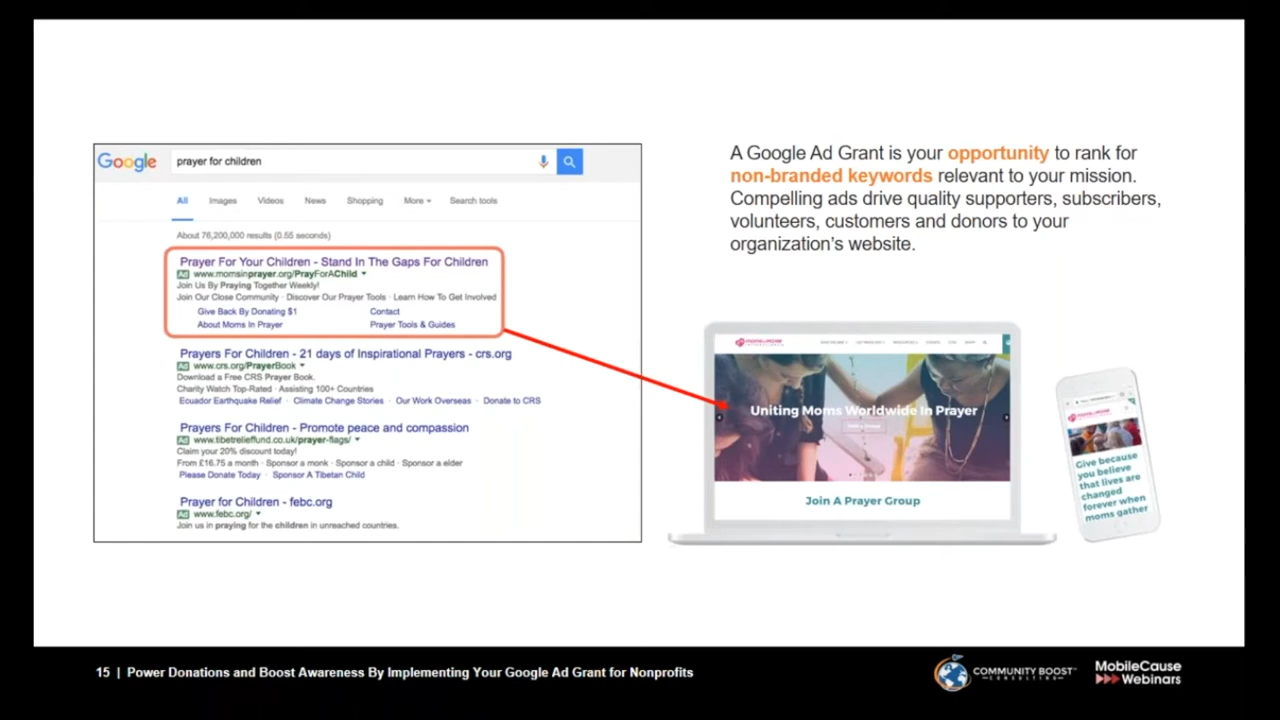 Google
prayer for children
All Images Videos News Shopping More Search tools
About 76,200,000 results (0.55 seconds)
Prayer For Your Children - Stand In The Gaps For Children
Ad www.momsinprayer.org/PrayForAChild
Join Us By Praying Together Weekly!
Join Our Close Community · Discover Our Prayer Tools · Learn How To Get Involved
Give Back By Donating $1 Contact
About Moms In Prayer Prayer Tools & Guides
Prayers For Children - 21 days of Inspirational Prayers - crs.org
Ad www.crs.org/PrayerBook
Download a Free CRS Prayer Book.
Charity Watch Top-Rated · Assisting 100+ Countries
Ecuador Earthquake Relief · Climate Change Stories · Our Work Overseas · Donate to CRS
Prayers For Children - Promote peace and compassion
Ad www.tibetrelieffund.co.uk/prayer-flags/
Claim your 20% discount today!
From £16.75 a month · Sponsor a monk · Sponsor a child · Sponsor a elder
Please Donate Today · Sponsor A Tibetan Child
Prayer for Children - febc.org
Ad www.febc.org/
Join us in praying for the children in unreached countries.
A Google Ad Grant is your opportunity to rank for
non-branded keywords relevant to your mission.
Compelling ads drive quality supporters, subscribers,
volunteers, customers and donors to your
organization's website.
Uniting Moms Worldwide In Prayer
Join A Prayer Group
Give because
you believe
that lives are
changed
forever when
moms gather
15 | Power Donations and Boost Awareness By Implementing Your Google Ad Grant for Nonprofits
COMMUNITY BOOST
CONSULTING
MobileCause
Webinars